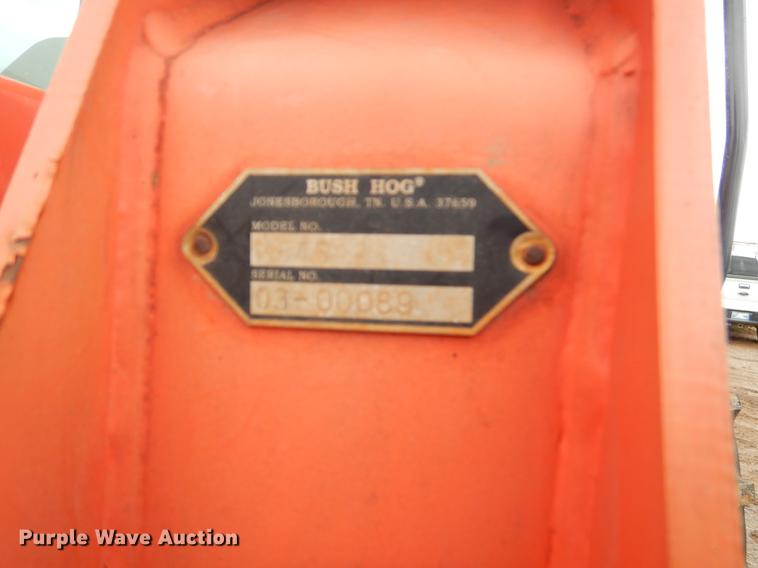 BUSH HOG®
JONESBOROUGH, TN. U.S.A. 37659
MODEL NO.
SERIAL NO.
03-00089
Purple Wave Auction